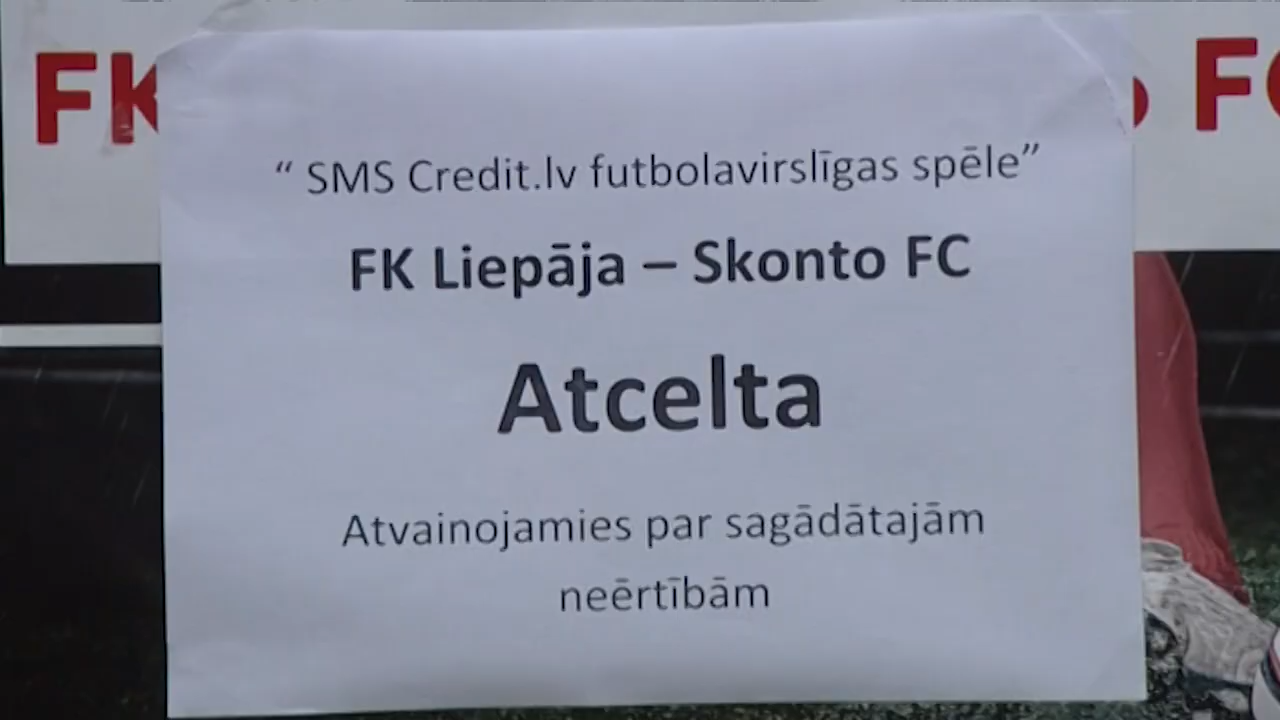 FK
FC
“ SMS Credit.lv futbolavirslīgas spēle”
FK Liepāja – Skonto FC
Atcelta
Atvainojamies par sagādātajām
neērtībām